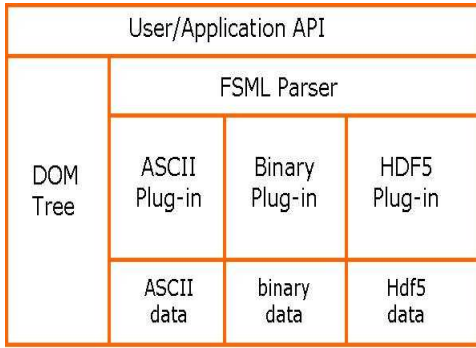 User/Application API
FSML Parser
DOM
Tree
ASCII
Plug-in
Binary
Plug-in
HDF5
Plug-in
ASCII
data
binary
data
Hdf5
data